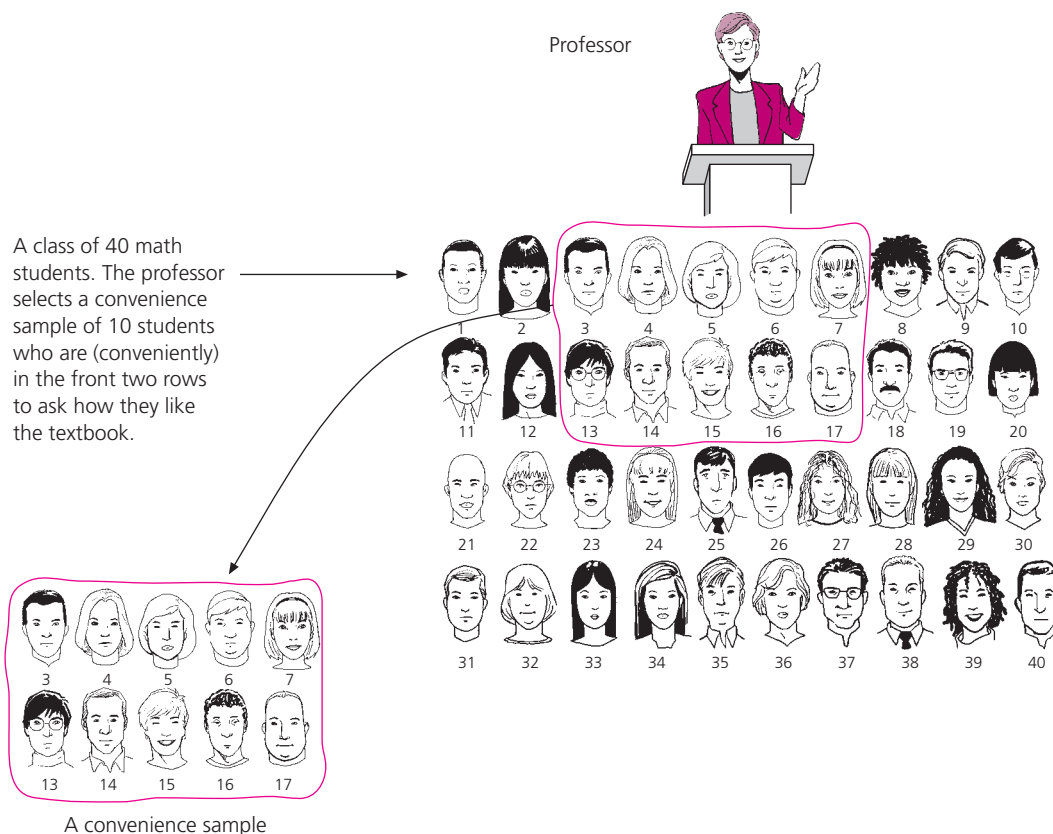 Professor
A class of 40 math
students. The professor
selects a convenience
sample of 10 students
who are (conveniently)
in the front two rows
to ask how they like
the textbook.
1 2 3 4 5 6 7 8 9 10
11 12 13 14 15 16 17 18 19 20
21 22 23 24 25 26 27 28 29 30
31 32 33 34 35 36 37 38 39 40
3 4 5 6 7
13 14 15 16 17
A convenience sample